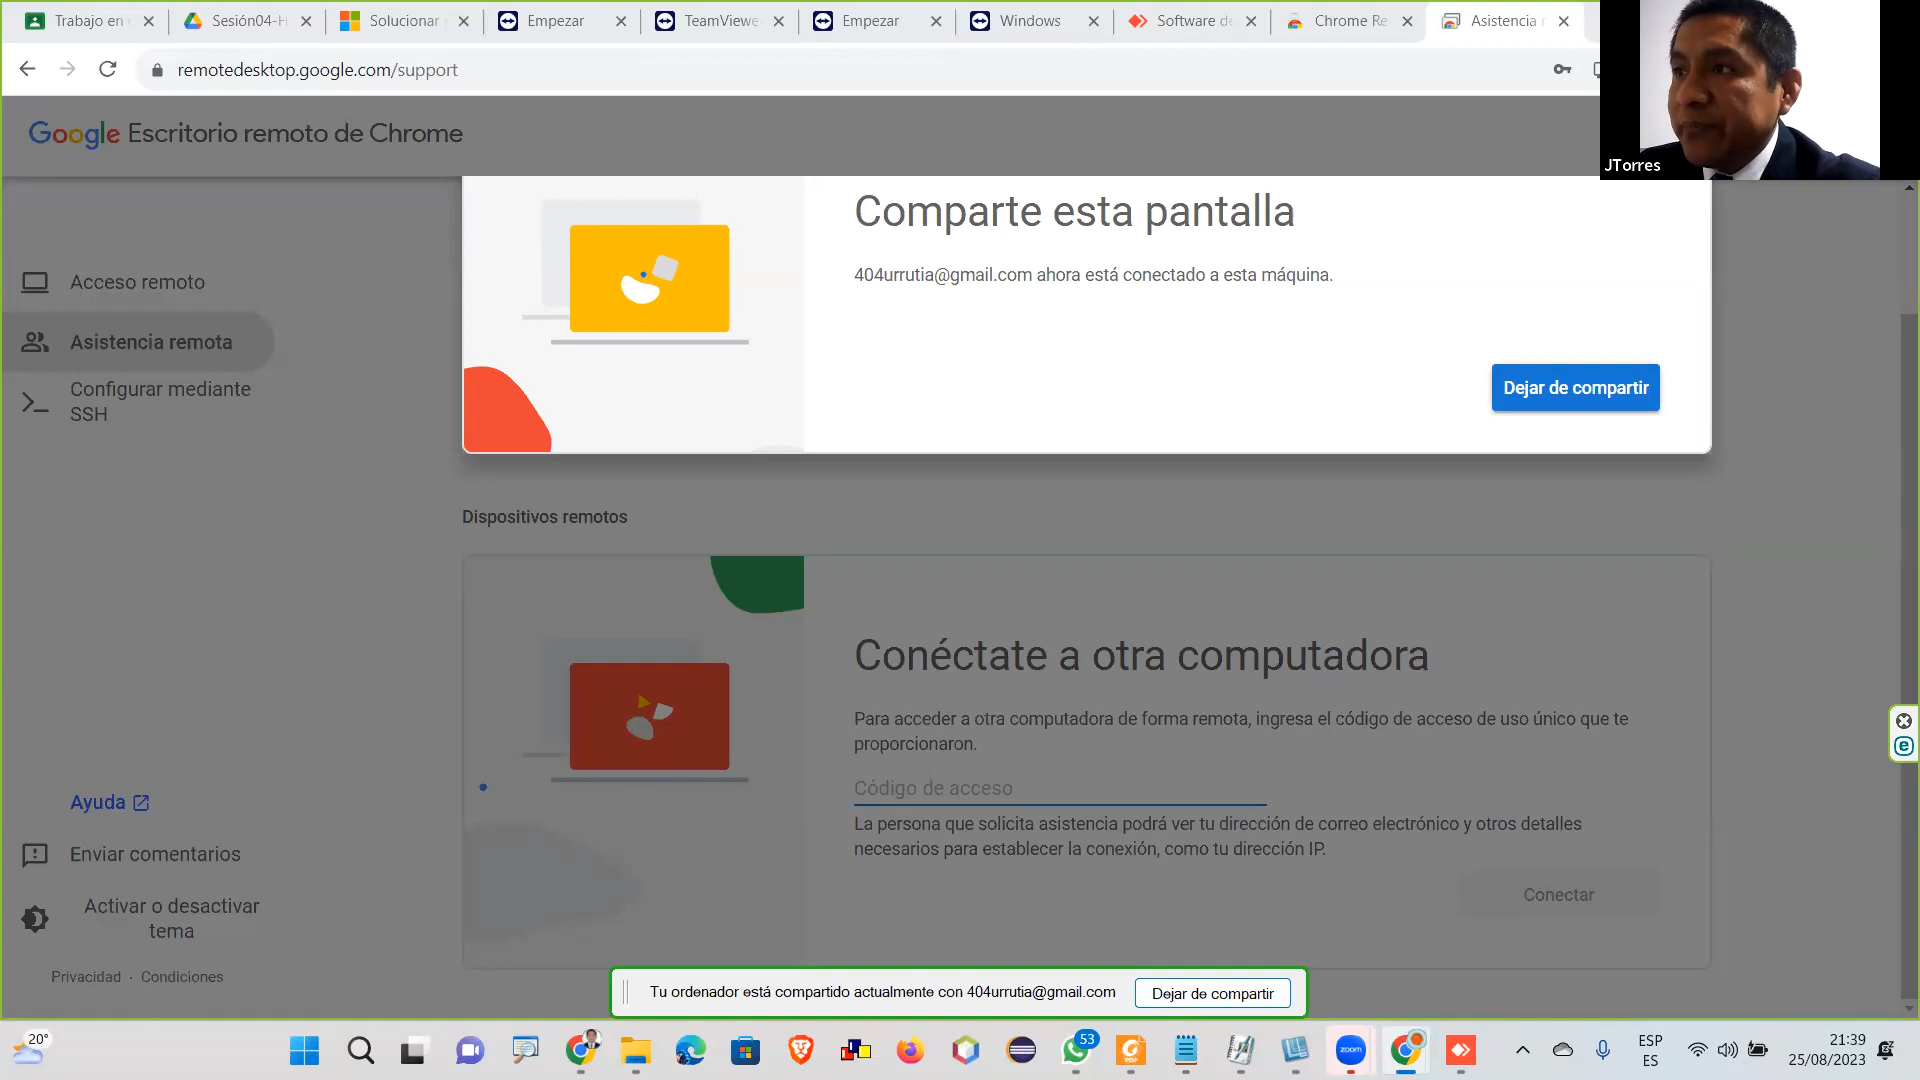 Trabajo en
Sesión04-H
Solucionar
Empezar
TeamViewe
Empezar
Windows
Software de
Chrome Re
Asistencia r
remotedesktop.google.com/support
JTorres
Google Escritorio remoto de Chrome
Acceso remoto
Asistencia remota
Configurar mediante
SSH
Comparte esta pantalla
404urrutia@gmail.com ahora está conectado a esta máquina.
Dejar de compartir
Dispositivos remotos
Conéctate a otra computadora
Para acceder a otra computadora de forma remota, ingresa el código de acceso de uso único que te
proporcionaron.
Código de acceso
La persona que solicita asistencia podrá ver tu dirección de correo electrónico y otros detalles
necesarios para establecer la conexión, como tu dirección IP.
Conectar
Ayuda
Enviar comentarios
Activar o desactivar
tema
Privacidad · Condiciones
Tu ordenador está compartido actualmente con 404urrutia@gmail.com
Dejar de compartir
20°
53
zoom
ESP
ES
21:39
25/08/2023